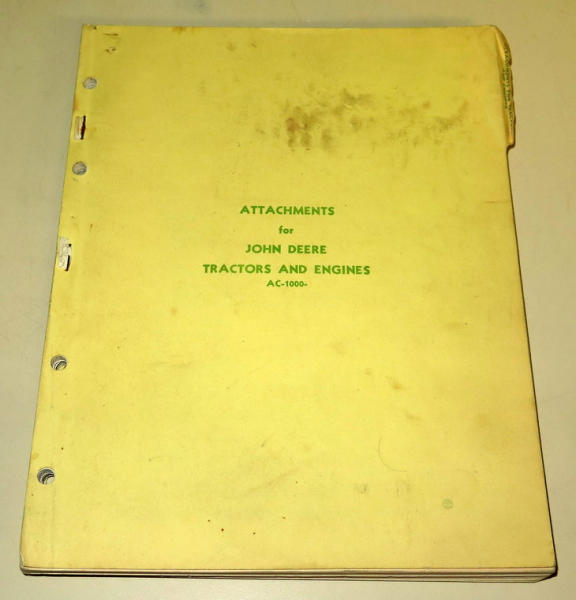 ATTACHMENTS
for
JOHN DEERE
TRACTORS AND ENGINES
AC-1000-